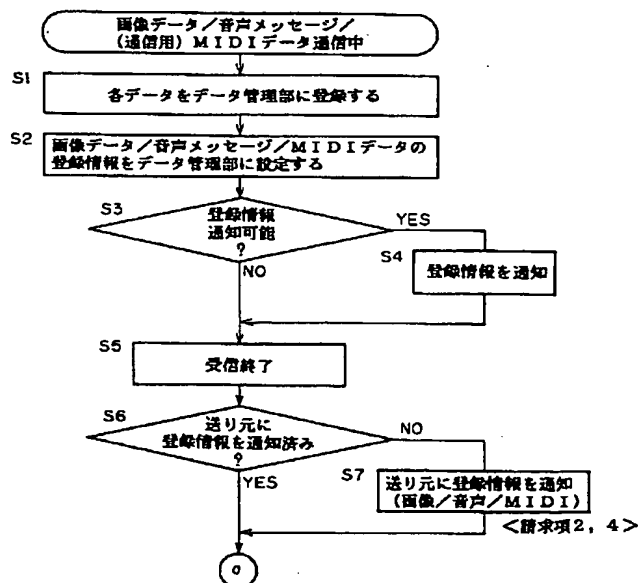 画像データ/音声メッセージ/
(通信用)MIDIデータ通信中
S1
各データをデータ管理部に登録する
S2
画像データ/音声メッセージ/MIDIデータの
登録情報をデータ管理部に設定する
S3
登録情報
通知可能
?
YES
NO
S4
登録情報を通知
S5
受信終了
S6
送り元に
登録情報を通知済み
?
NO
YES
S7
送り元に登録情報を通知
(画像/音声/MIDI)
<請求項2,4>
a